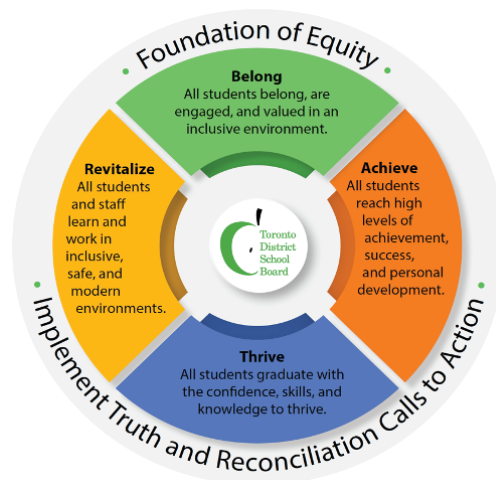 Foundation of Equity
Belong
All students belong, are
engaged, and valued in an
inclusive environment.
Revitalize
All students
and staff
learn and
work in
inclusive,
safe, and
modern
environments.
Toronto
District
School
Board
Achieve
All students
reach high
levels of
achievement,
success,
and personal
development.
Thrive
All students graduate with
the confidence, skills, and
knowledge to thrive.
Implement Truth and Reconciliation Calls to Action